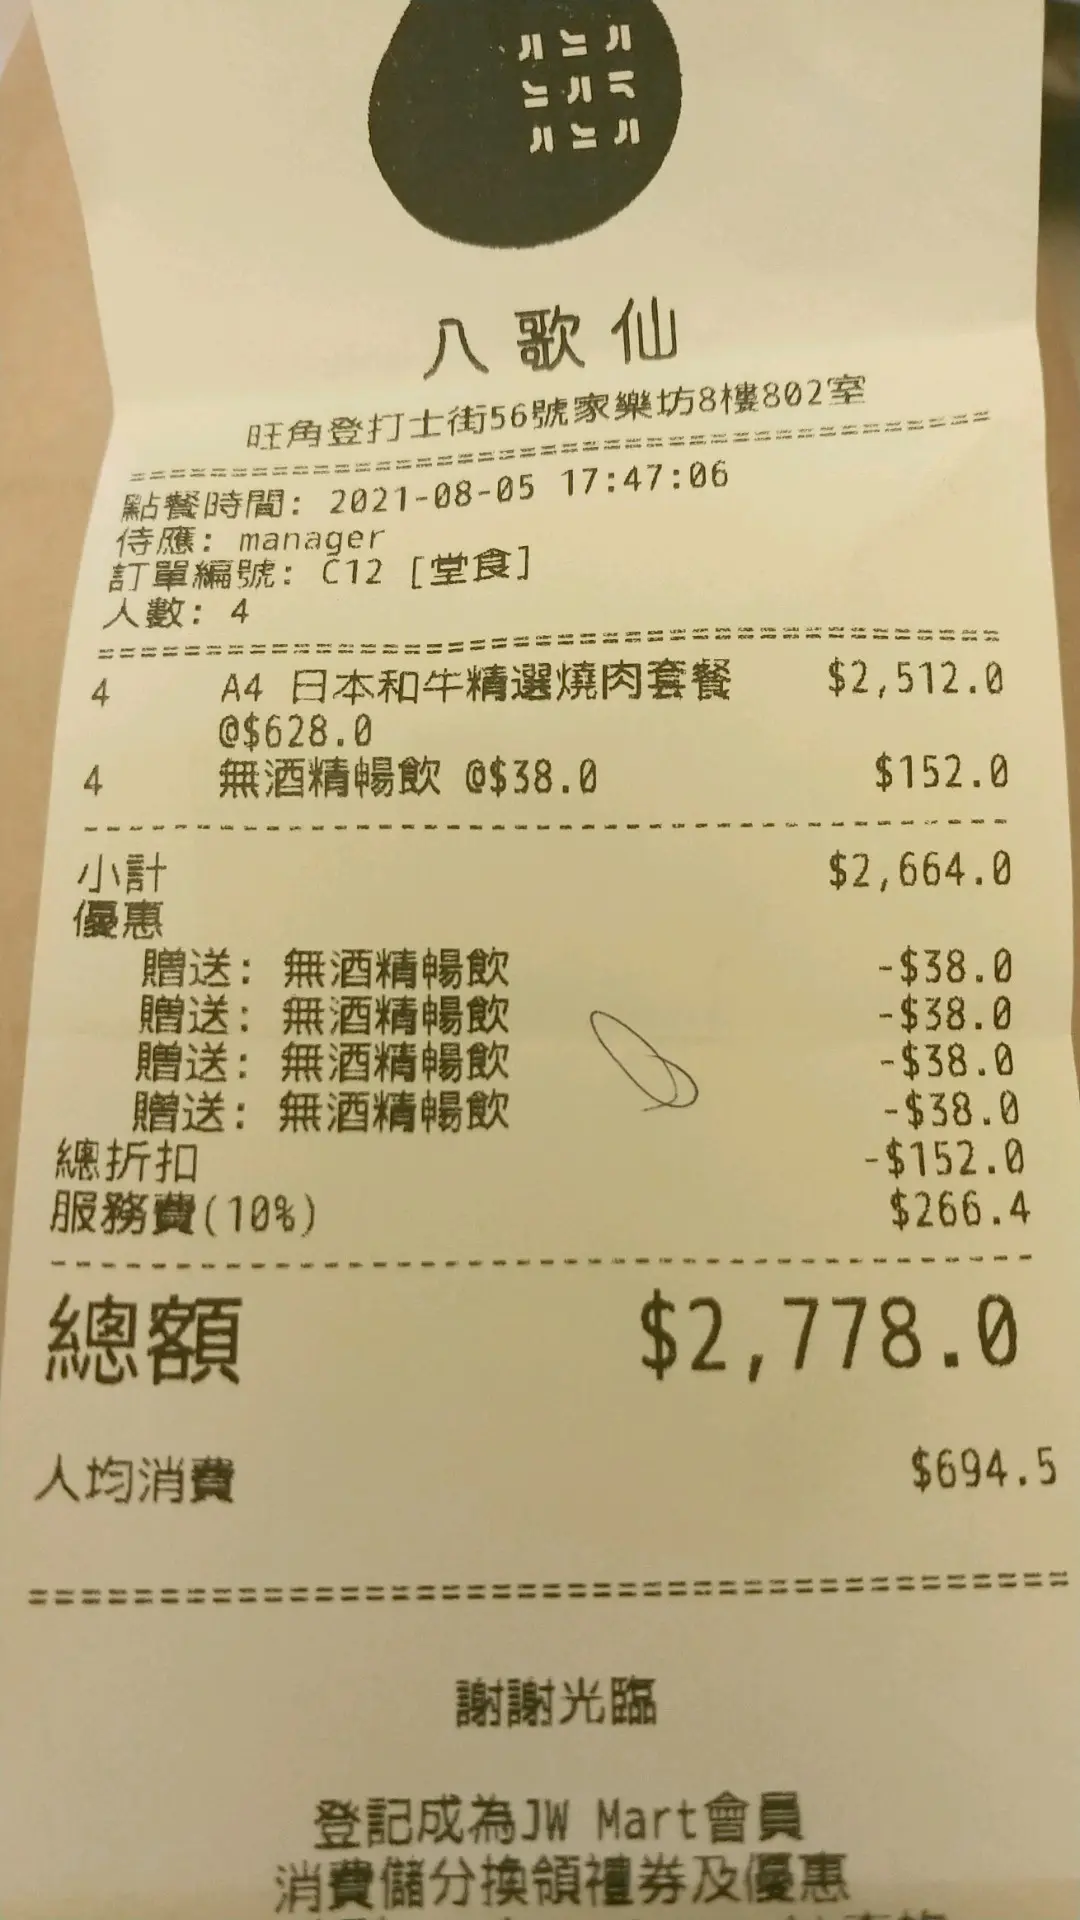 八歌仙
旺角登打士街56號家樂坊8樓802室
點餐時間: 2021-08-05 17:47:06
侍應: manager
訂單編號: C12 [堂食]
人數: 4
4 A4 日本和牛精選燒肉套餐 $2,512.0
@$628.0
4 無酒精暢飲 @$38.0 $152.0
小計 $2,664.0
優惠
贈送: 無酒精暢飲 -$38.0
贈送: 無酒精暢飲 -$38.0
贈送: 無酒精暢飲 -$38.0
贈送: 無酒精暢飲 -$38.0
總折扣 -$152.0
服務費(10%) $266.4
總額 $2,778.0
人均消費 $694.5
謝謝光臨
登記成為JW Mart會員
消費儲分換領禮券及優惠